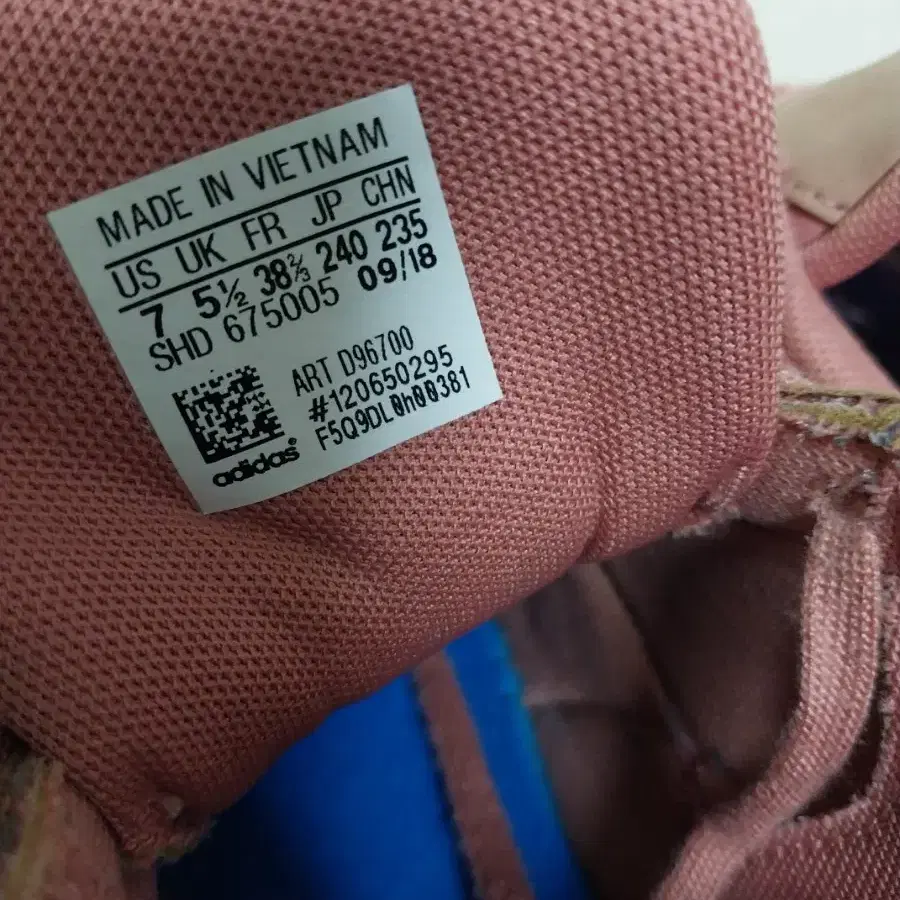 MADE IN VIETNAM
US UK FR JP CHN
7 5½ 38⅔ 240 235
SHD 675005 09/18
ART D96700
#120650295
F5Q9DL0h00381
adidas®